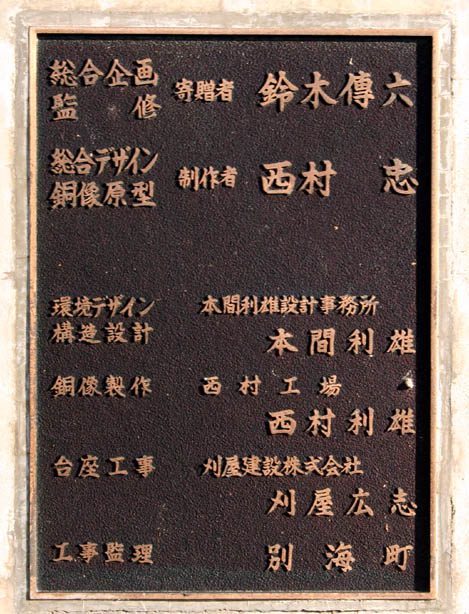 総合企画
監 修 寄贈者 鈴木傳六
総合デザイン
銅像原型 制作者 西村 忠
環境デザイン 本間利雄設計事務所
構造設計 本間利雄
銅像製作 西村工場
西村利雄
台座工事 刈屋建設株式会社
刈屋広志
工事監理 別海町